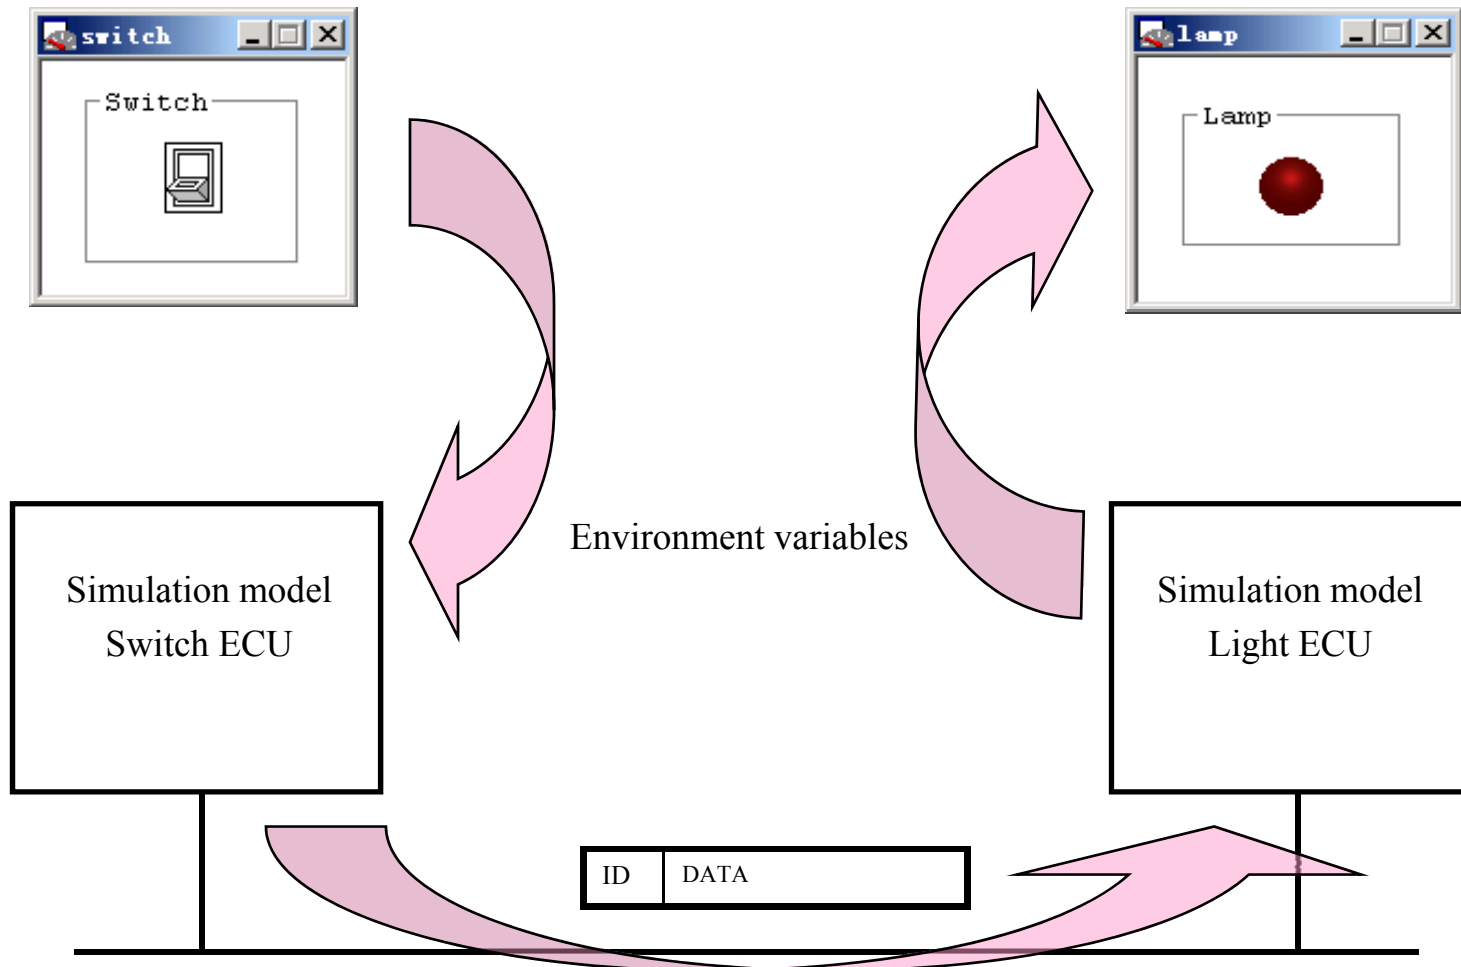 switch
Switch
lamp
Lamp
Environment variables
Simulation model
Switch ECU
Simulation model
Light ECU
ID
DATA